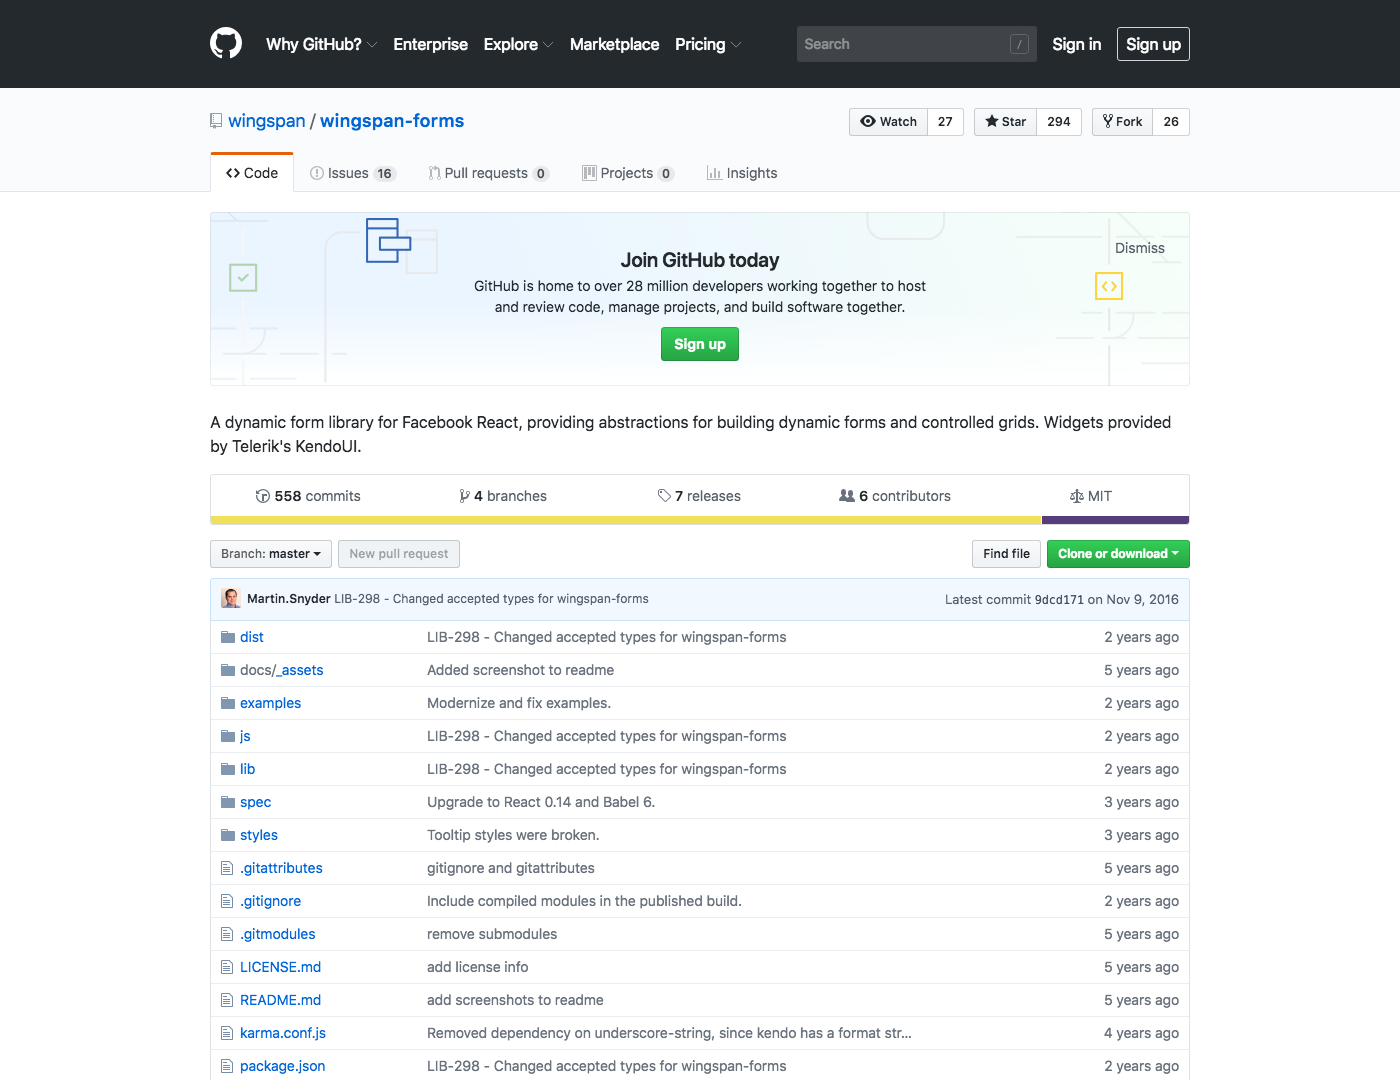 Why GitHub? Enterprise Explore Marketplace Pricing Search / Sign in Sign up
wingspan / wingspan-forms Watch 27 Star 294 Fork 26
Code Issues 16 Pull requests 0 Projects 0 Insights
Dismiss
Join GitHub today
GitHub is home to over 28 million developers working together to host
and review code, manage projects, and build software together.
Sign up
A dynamic form library for Facebook React, providing abstractions for building dynamic forms and controlled grids. Widgets provided
by Telerik's KendoUI.
558 commits 4 branches 7 releases 6 contributors MIT
Branch: master New pull request Find file Clone or download
Martin.Snyder LIB-298 - Changed accepted types for wingspan-forms Latest commit 9dcd171 on Nov 9, 2016
dist LIB-298 - Changed accepted types for wingspan-forms 2 years ago
docs/_assets Added screenshot to readme 5 years ago
examples Modernize and fix examples. 2 years ago
js LIB-298 - Changed accepted types for wingspan-forms 2 years ago
lib LIB-298 - Changed accepted types for wingspan-forms 2 years ago
spec Upgrade to React 0.14 and Babel 6. 3 years ago
styles Tooltip styles were broken. 3 years ago
.gitattributes gitignore and gitattributes 5 years ago
.gitignore Include compiled modules in the published build. 2 years ago
.gitmodules remove submodules 5 years ago
LICENSE.md add license info 5 years ago
README.md add screenshots to readme 5 years ago
karma.conf.js Removed dependency on underscore-string, since kendo has a format str... 4 years ago
package.json LIB-298 - Changed accepted types for wingspan-forms 2 years ago